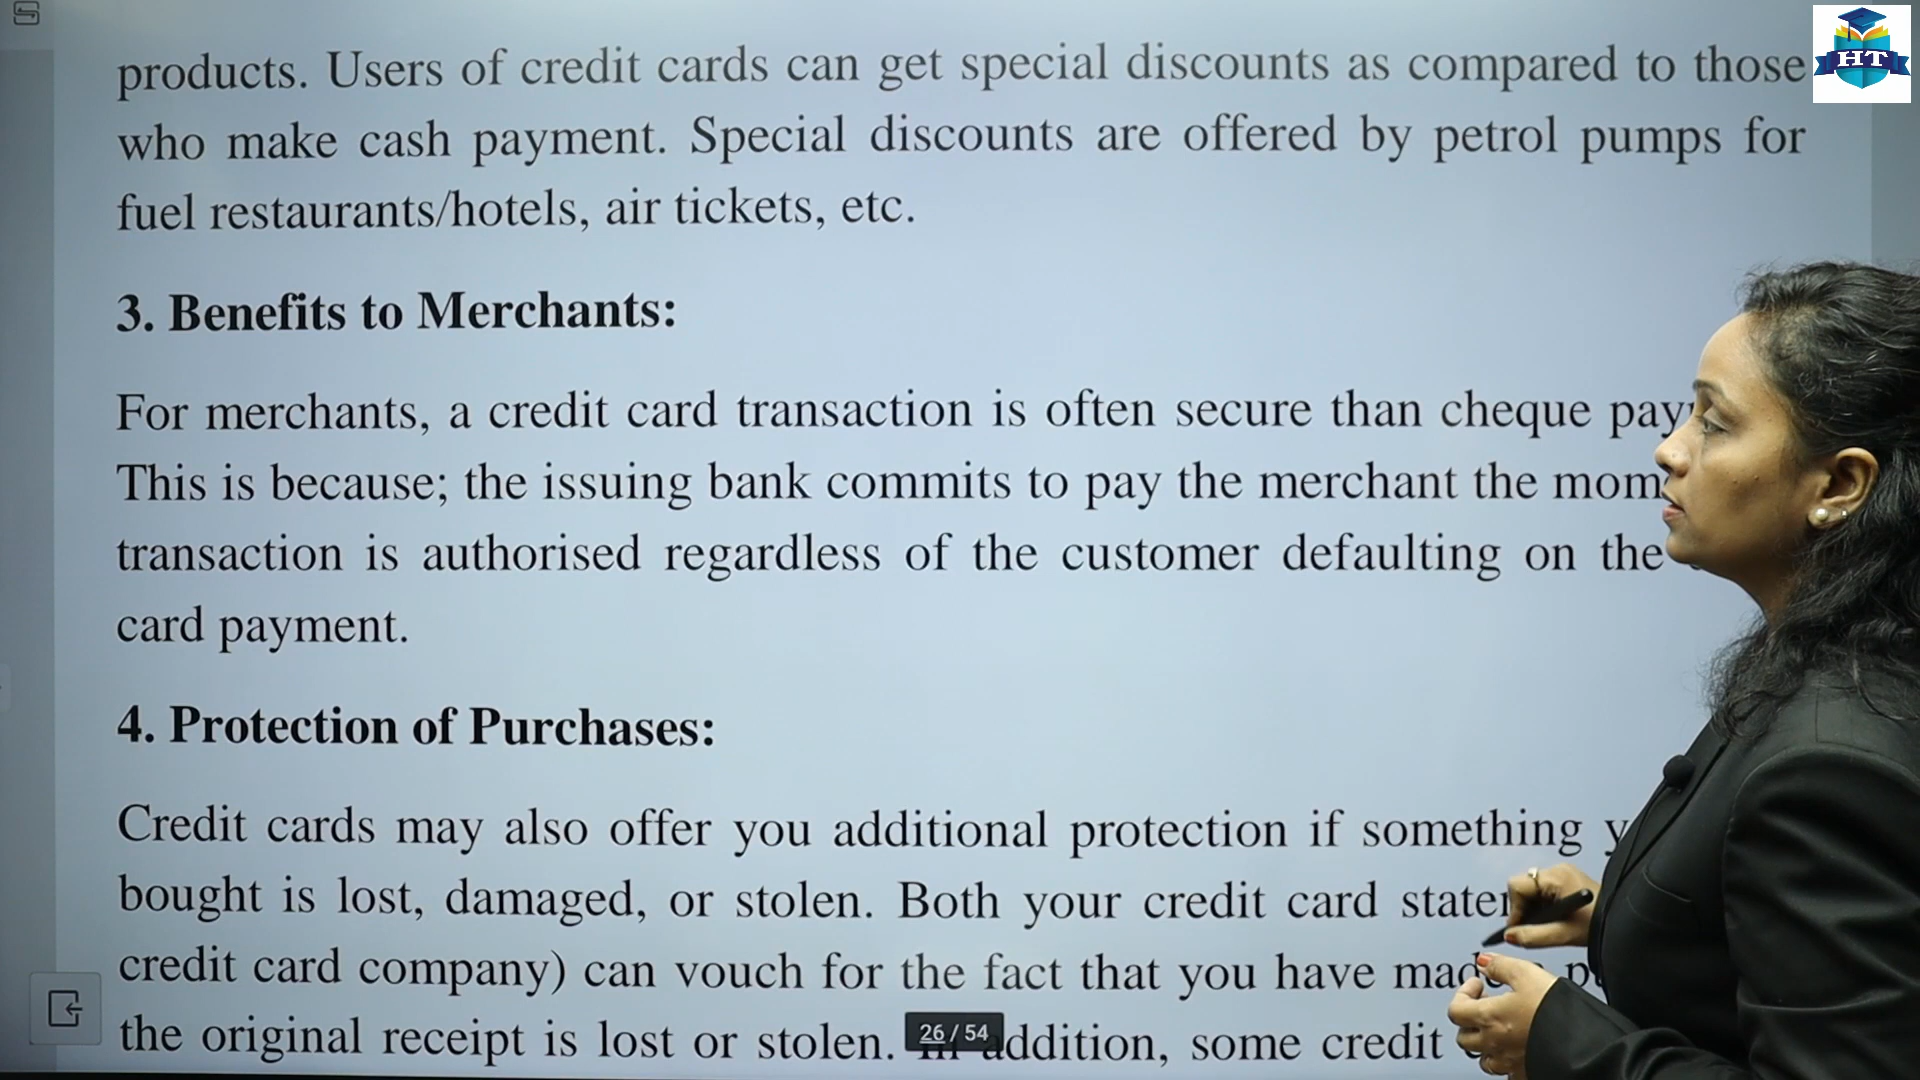 products. Users of credit cards can get special discounts as compared to those
who make cash payment. Special discounts are offered by petrol pumps for
fuel restaurants/hotels, air tickets, etc.
HT
3. Benefits to Merchants:
For merchants, a credit card transaction is often secure than cheque
This is because; the issuing bank commits to pay the merchant the
transaction is authorised regardless of the customer defaulting on the
card payment.
4. Protection of Purchases:
Credit cards may also offer you additional protection if something
bought is lost, damaged, or stolen. Both your credit card
credit card company) can vouch for the fact that you have
the original receipt is lost or stolen. addition, some credit
26 / 54